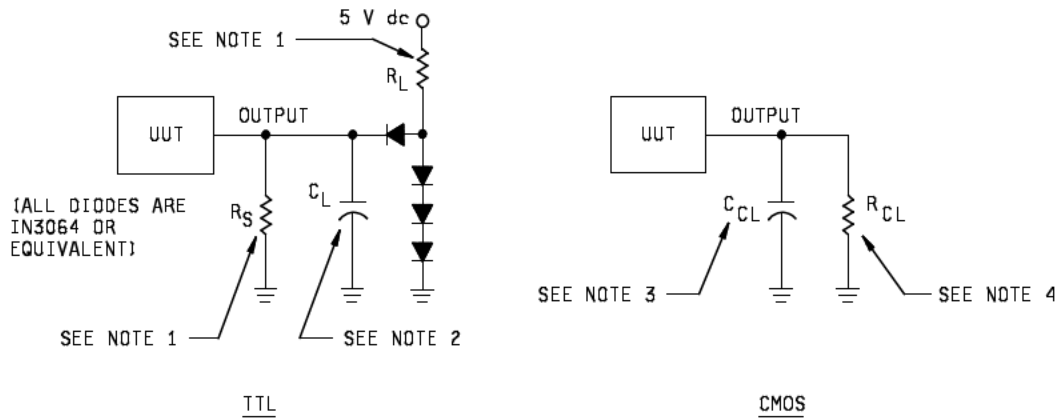 5 V dc
SEE NOTE 1
RL
UUT
OUTPUT
(ALL DIODES ARE
IN3064 OR
EQUIVALENT)
RS
CL
SEE NOTE 1
SEE NOTE 2
TTL
UUT
OUTPUT
CCL
RCL
SEE NOTE 3
SEE NOTE 4
CMOS